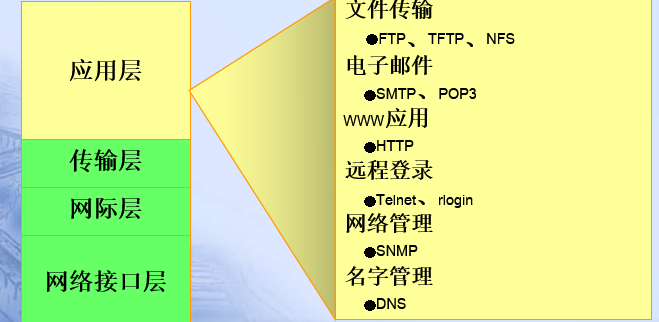 应用层
传输层
网际层
网络接口层
文件传输
●FTP、TFTP、NFS
电子邮件
●SMTP、POP3
WWW应用
●HTTP
远程登录
●Telnet、rlogin
网络管理
●SNMP
名字管理
●DNS